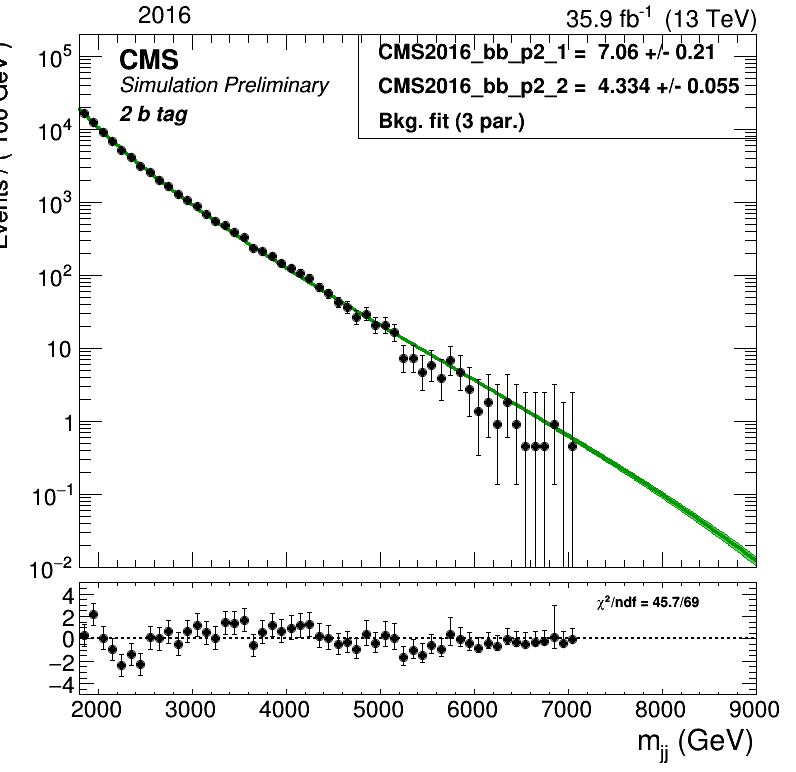 2016 35.9 fb⁻¹ (13 TeV)
CMS
Simulation Preliminary
2 b tag
CMS2016_bb_p2_1 = 7.06 +/- 0.21
CMS2016_bb_p2_2 = 4.334 +/- 0.055
Bkg. fit (3 par.)
10⁵
10⁴
10³
10²
10
1
10⁻¹
10⁻²
χ²/ndf = 45.7/69
4
2
0
−2
−4
2000 3000 4000 5000 6000 7000 8000 9000
mjj (GeV)